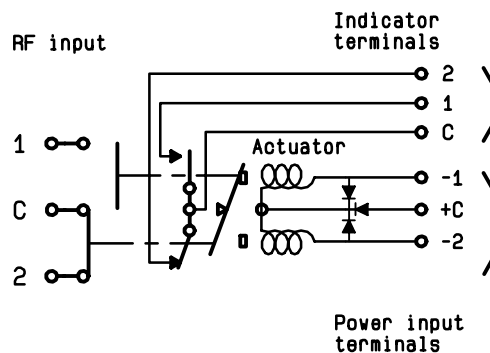 Indicator
terminals
RF input
2
1
C
Actuator
1
-1
C
+C
-2
2
Power input
terminals